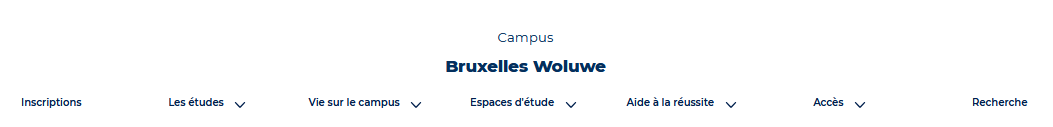 Campus
Bruxelles Woluwe
Inscriptions Les études Vie sur le campus Espaces d'étude Aide à la réussite Accès Recherche